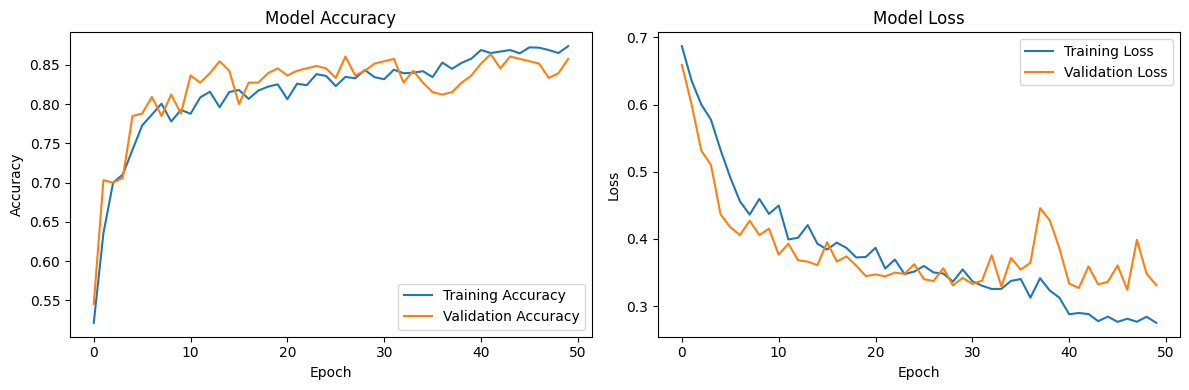 Model Accuracy
Accuracy
0.85
0.80
0.75
0.70
0.65
0.60
0.55
Training Accuracy
Validation Accuracy
0 10 20 30 40 50
Epoch
Model Loss
Loss
0.7
0.6
0.5
0.4
0.3
Training Loss
Validation Loss
0 10 20 30 40 50
Epoch